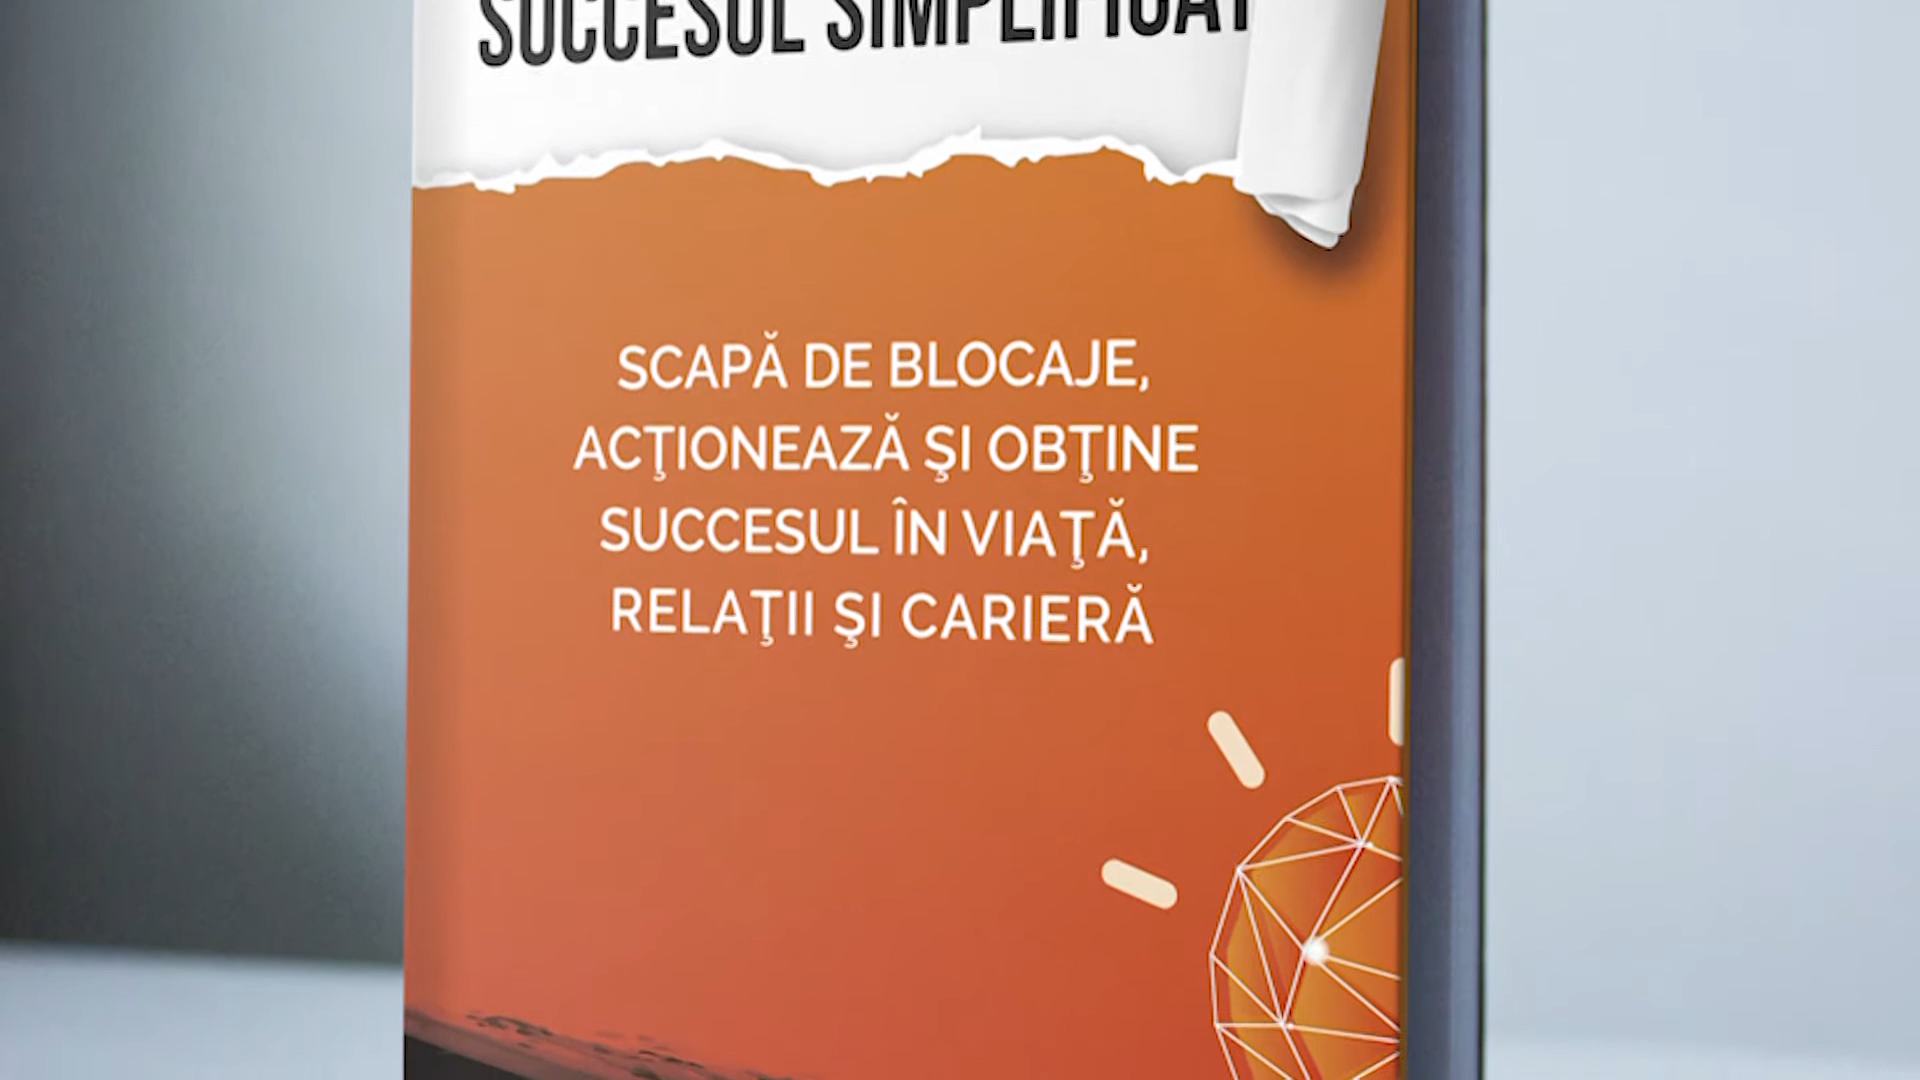 SUCCESUL SIMPLIFICAT
SCAPĂ DE BLOCAJE,
ACŢIONEAZĂ ŞI OBŢINE
SUCCESUL ÎN VIAŢĂ,
RELAŢII ŞI CARIERĂ